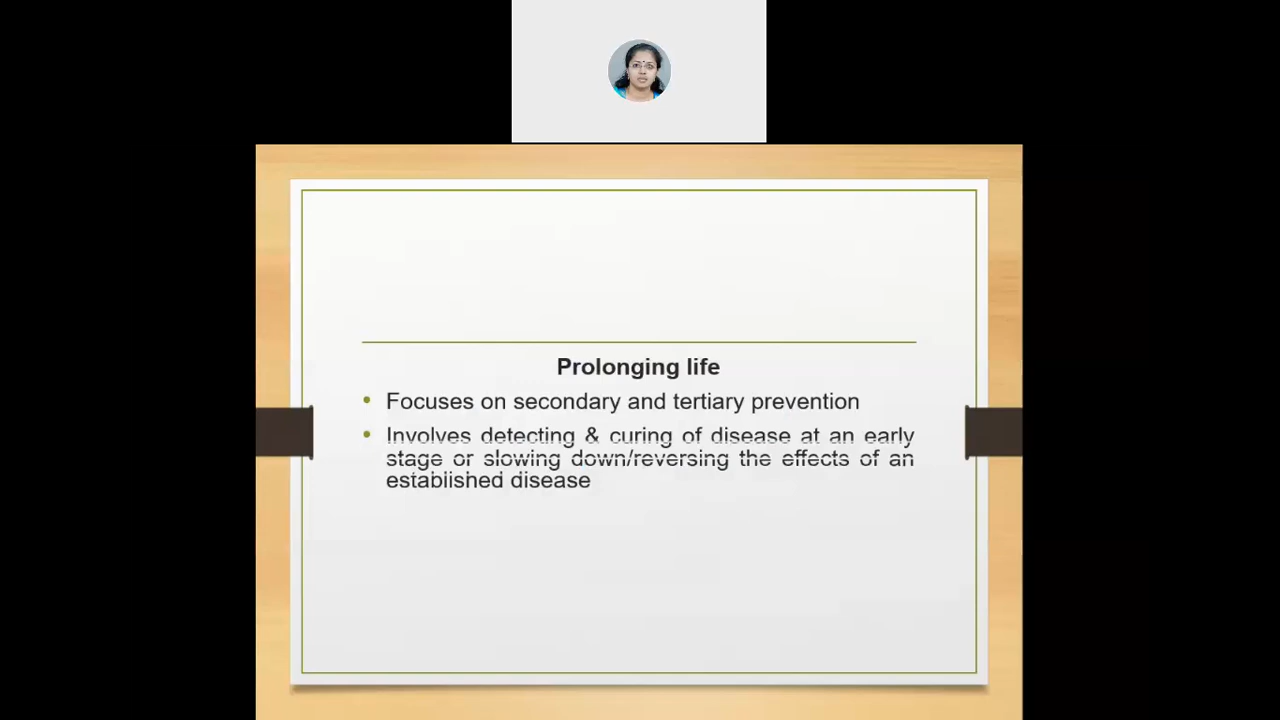 Prolonging life
• Focuses on secondary and tertiary prevention
• Involves detecting & curing of disease at an early
stage or slowing down/reversing the effects of an
established disease